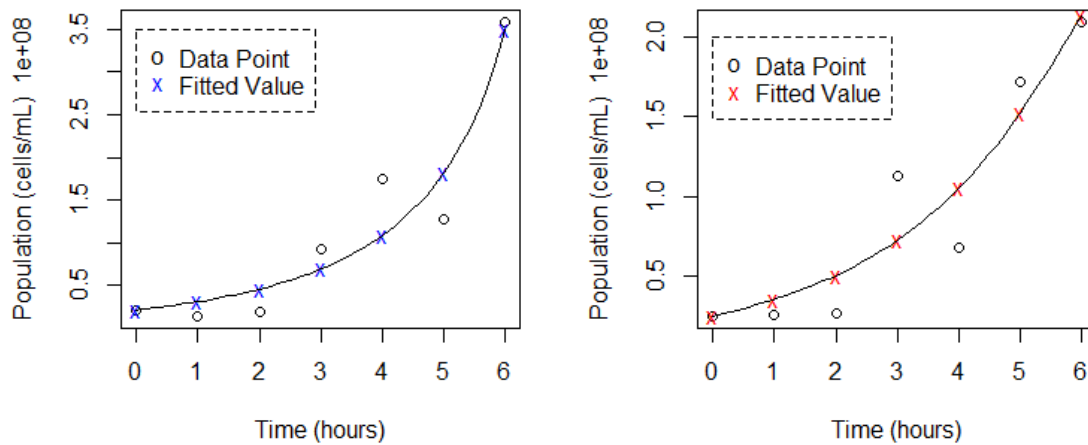 Population (cells/mL) 1e+08
3.5
2.5
1.5
0.5
o Data Point
x Fitted Value
0 1 2 3 4 5 6
Time (hours)
Population (cells/mL) 1e+08
2.0
1.5
1.0
0.5
o Data Point
x Fitted Value
0 1 2 3 4 5 6
Time (hours)